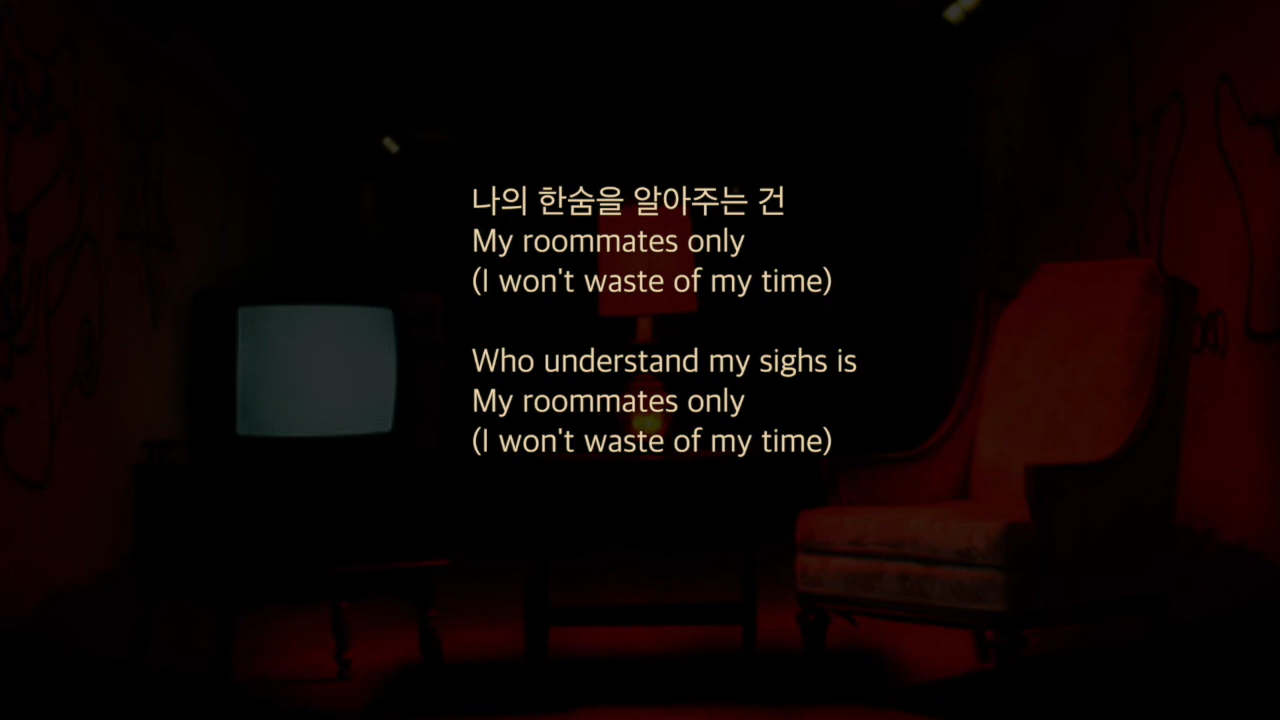 나의 한숨을 알아주는 건
My roommates only
(I won't waste of my time)
Who understand my sighs is
My roommates only
(I won't waste of my time)